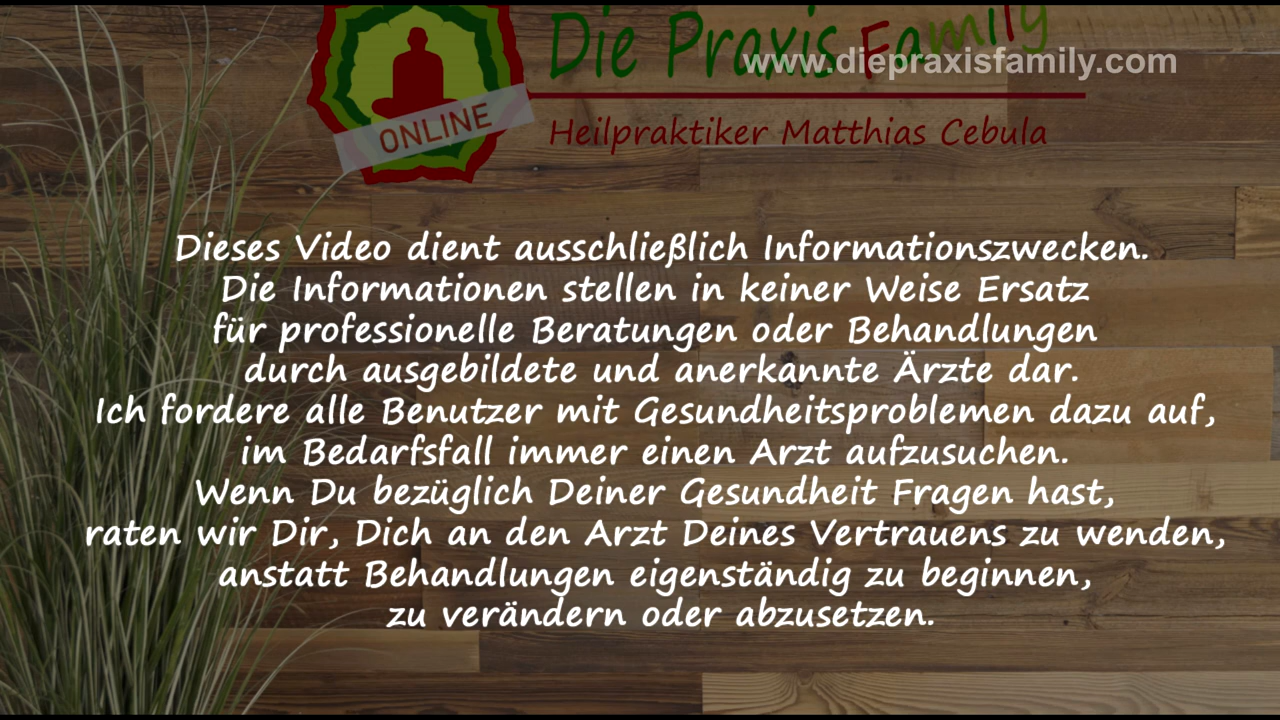 Die Praxis Family
www.diepraxisfamily.com
ONLINE
Heilpraktiker Matthias Cebula
Dieses Video dient ausschließlich Informationszwecken.
Die Informationen stellen in keiner Weise Ersatz
für professionelle Beratungen oder Behandlungen
durch ausgebildete und anerkannte Ärzte dar.
Ich fordere alle Benutzer mit Gesundheitsproblemen dazu auf,
im Bedarfsfall immer einen Arzt aufzusuchen.
Wenn Du bezüglich Deiner Gesundheit Fragen hast,
raten wir Dir, Dich an den Arzt Deines Vertrauens zu wenden,
anstatt Behandlungen eigenständig zu beginnen,
zu verändern oder abzusetzen.